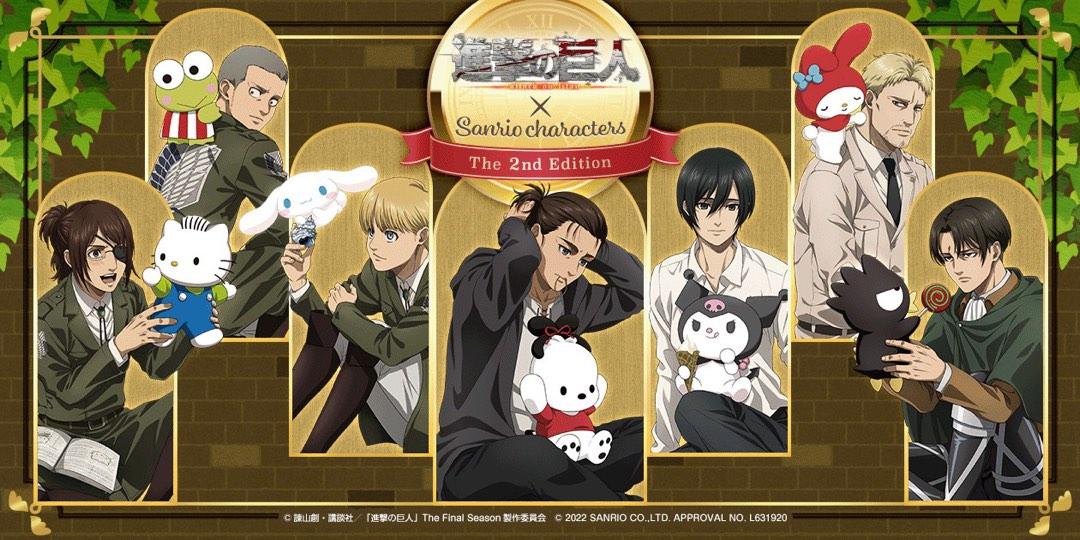 XII
進撃の巨人
attack on titan
×
Sanrio characters
The 2nd Edition
© 諫山創・講談社／「進撃の巨人」The Final Season 製作委員会 © 2022 SANRIO CO.,LTD. APPROVAL NO. L631920